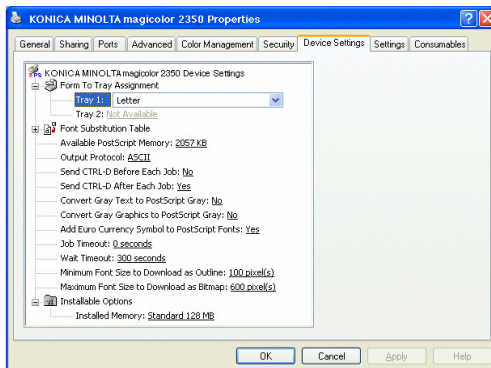 KONICA MINOLTA magicolor 2350 Properties
General Sharing Ports Advanced Color Management Security Device Settings Settings Consumables
KONICA MINOLTA magicolor 2350 Device Settings
Form To Tray Assignment
Tray 1: Letter
Tray 2: Not Available
Font Substitution Table
Available PostScript Memory: 2057 KB
Output Protocol: ASCII
Send CTRL-D Before Each Job: No
Send CTRL-D After Each Job: Yes
Convert Gray Text to PostScript Gray: No
Convert Gray Graphics to PostScript Gray: No
Add Euro Currency Symbol to PostScript Fonts: Yes
Job Timeout: 0 seconds
Wait Timeout: 300 seconds
Minimum Font Size to Download as Outline: 100 pixel(s)
Maximum Font Size to Download as Bitmap: 600 pixel(s)
Installable Options
Installed Memory: Standard 128 MB
OK Cancel Apply Help